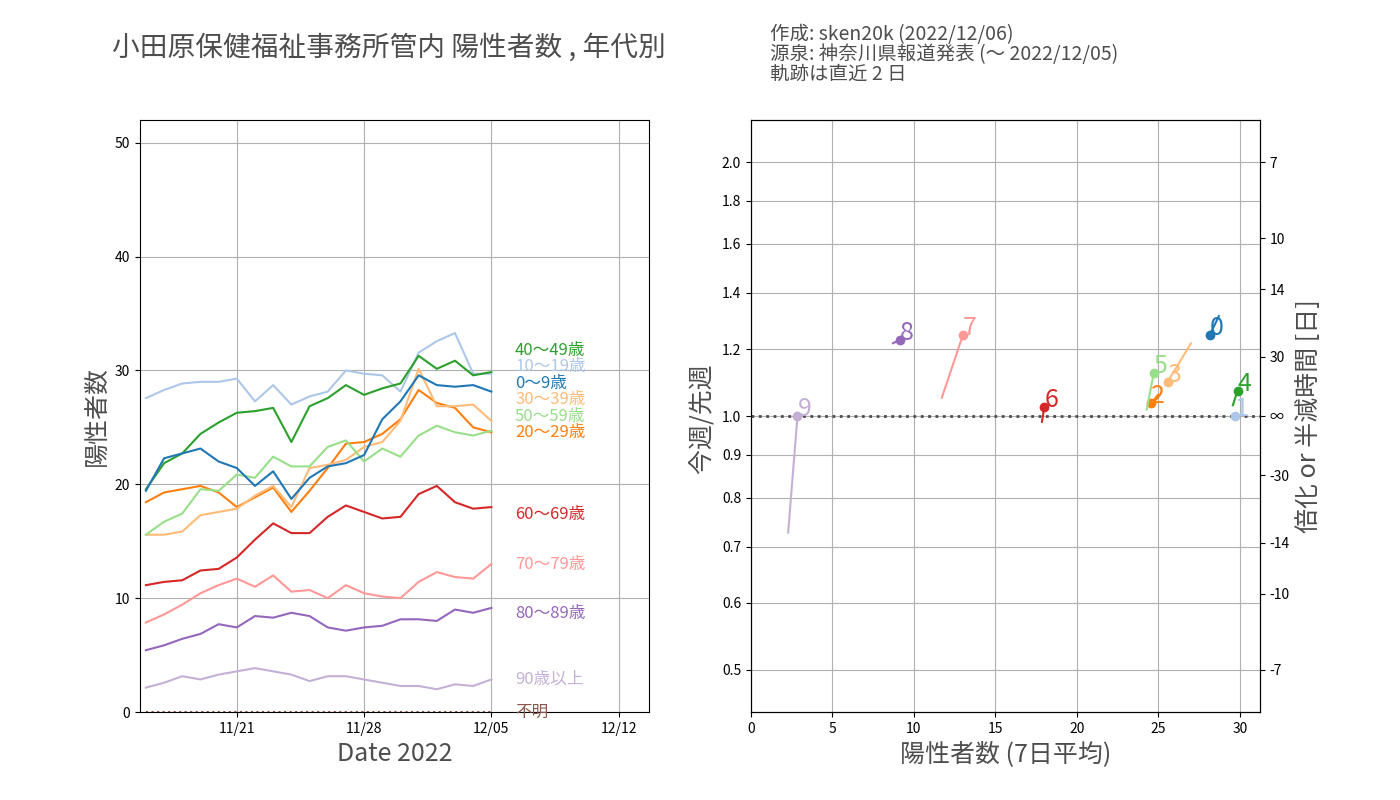 小田原保健福祉事務所管内 陽性者数 , 年代別
作成: sken20k (2022/12/06)
源泉: 神奈川県報道発表 (～ 2022/12/05)
軌跡は直近 2 日
陽性者数
50
40
30
20
10
0
11/21
11/28
12/05
12/12
Date 2022
40～49歳
10～19歳
0～9歳
30～39歳
50～59歳
20～29歳
60～69歳
70～79歳
80～89歳
90歳以上
不明
今週/先週
2.0
1.8
1.6
1.4
1.2
1.0
0.9
0.8
0.7
0.6
0.5
0
5
10
15
20
25
30
陽性者数 (7日平均)
9
8
7
6
5
3
2
0
4
1
7
10
14
30
∞
-30
-14
-10
-7
倍化 or 半減時間 [日]